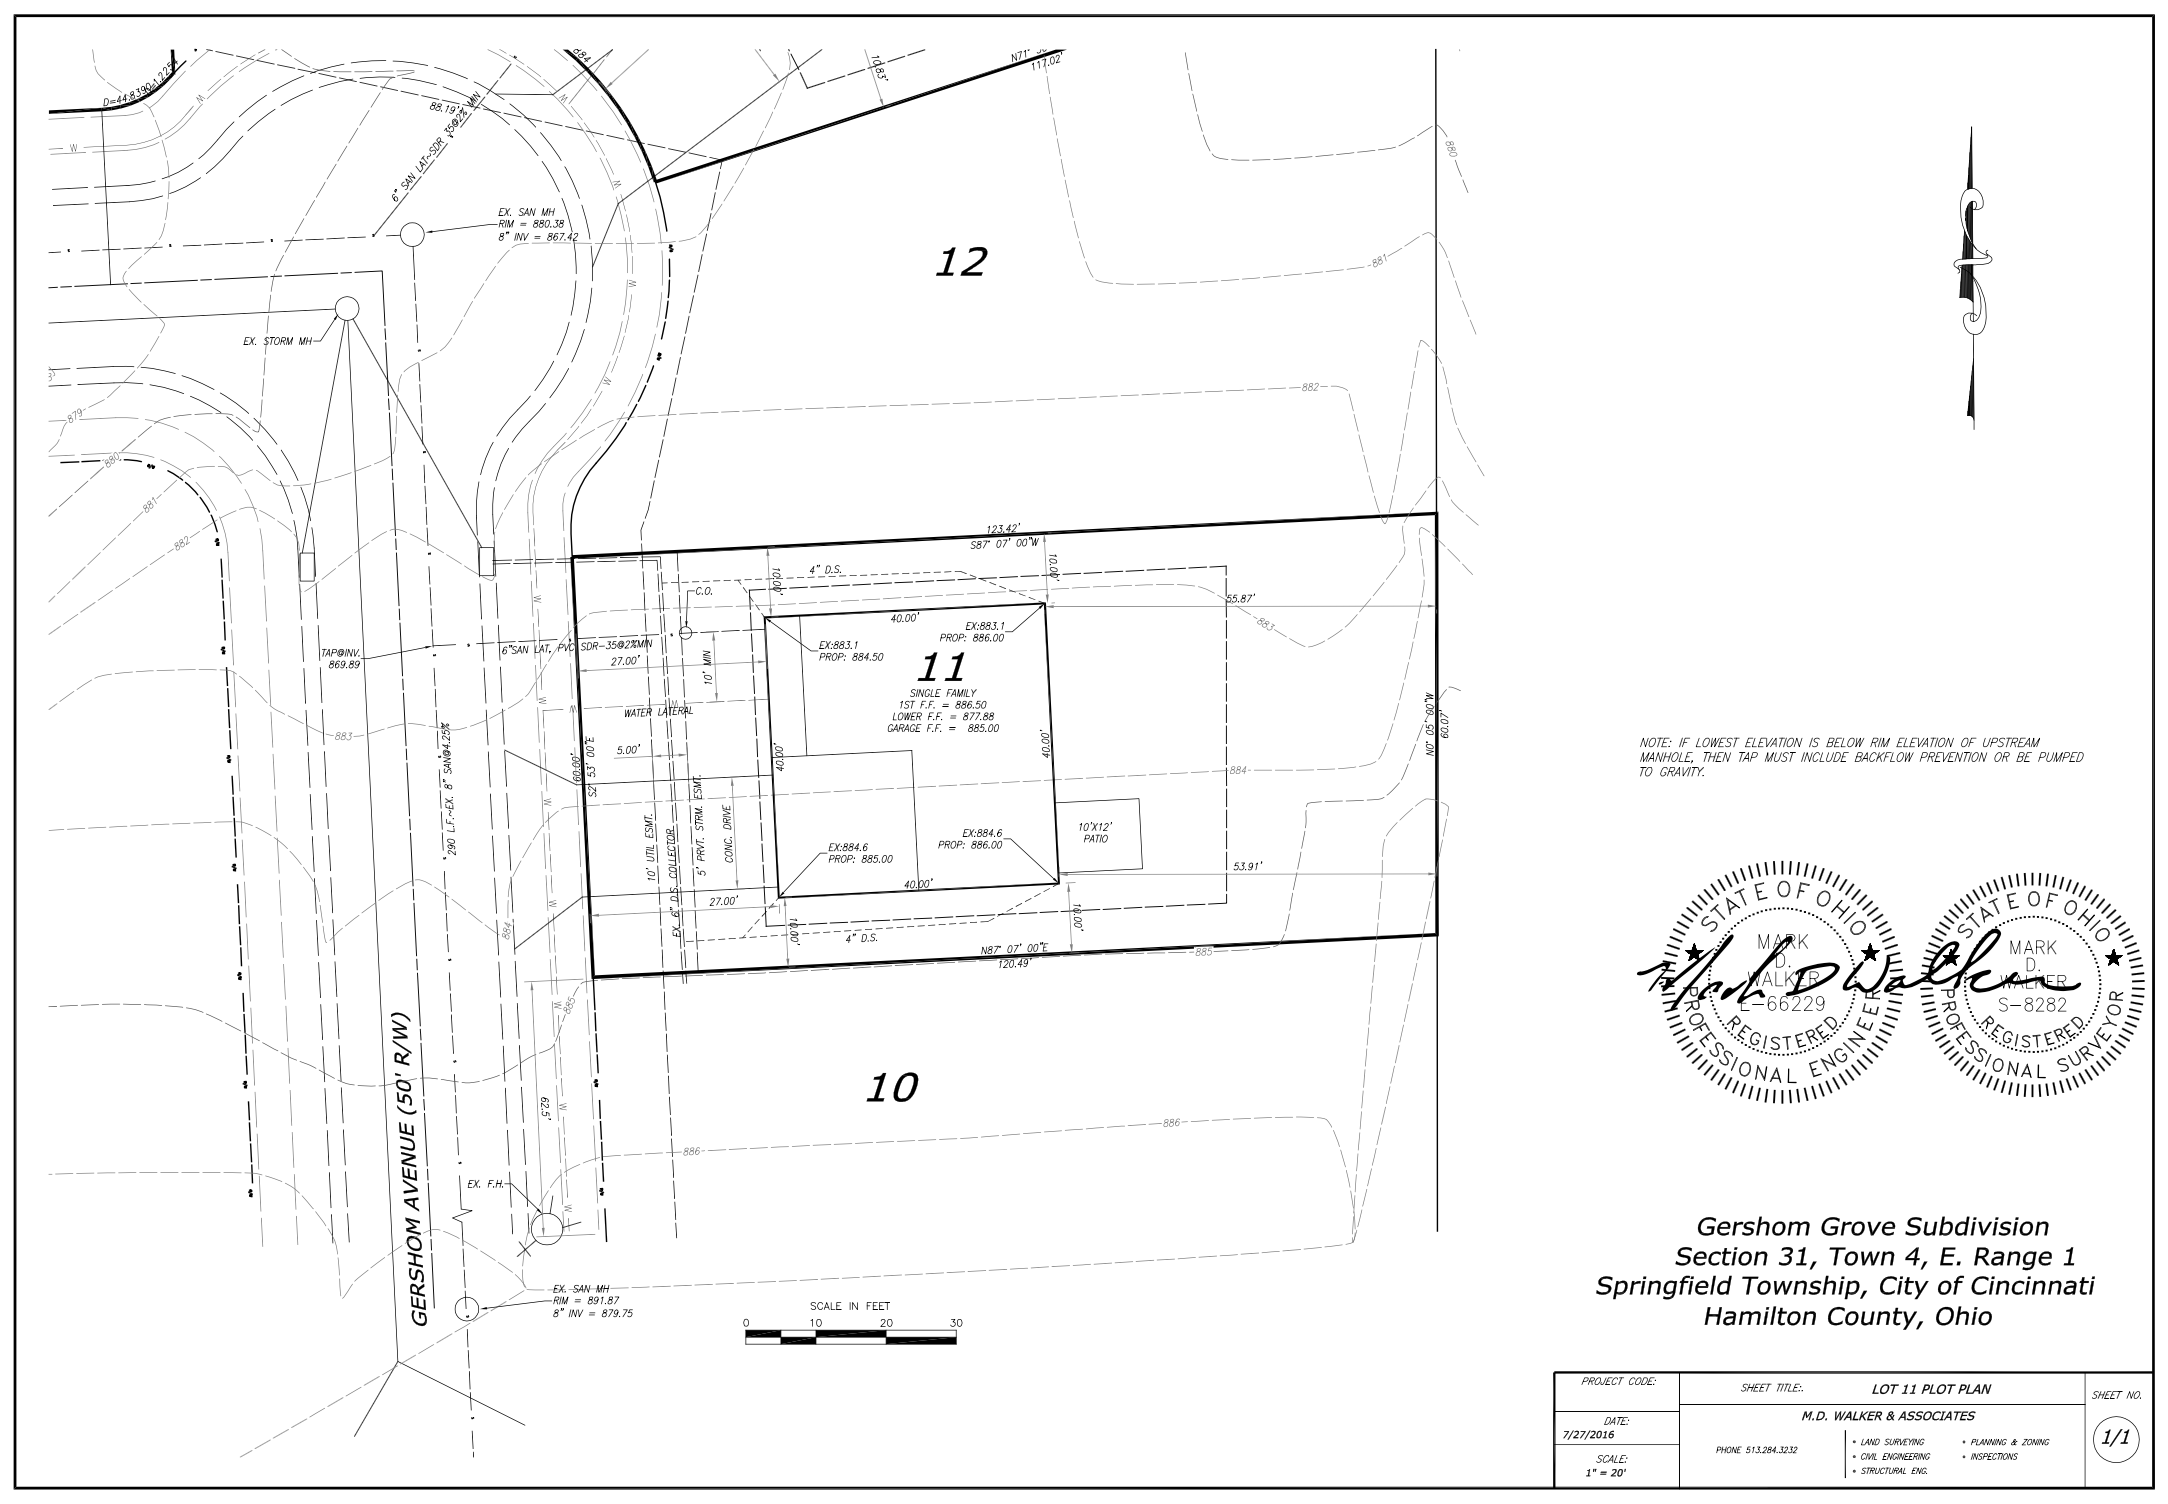 D=44.8390~1.2254
884
10.83'
117.02'
88.19'
6" SAN LAT~SDR 35@2% MIN
W
W
W
W
W
W
EX. SAN MH
RIM = 880.38
8" INV = 867.42
12
880
881
882
EX. STORM MH
879
880
881
882
123.42'
S87° 07' 00"W
10.00'
10.00'
4" D.S.
C.O.
W
40.00'
55.87'
883
EX:883.1
PROP: 884.50
EX:883.1
PROP: 886.00
TAP@INV.
869.89
6"SAN LAT, PVC SDR-35@2%MIN
27.00'
10' MIN
11
SINGLE FAMILY
1ST F.F. = 886.50
LOWER F.F. = 877.88
GARAGE F.F. = 885.00
W
W
W
WATER LATERAL
883
290 L.F.~EX. 8" SAN@4.25%
5.00'
60.00'
S2° 53' 00"E
40.00'
40.00'
N0° 05' 00"W
60.07'
884
W
10' UTIL ESMT.
EX. 6" D.S. COLLECTOR
5' PRVT. STRM. ESMT.
CONC. DRIVE
EX:884.6
PROP: 885.00
EX:884.6
PROP: 886.00
10'X12'
PATIO
53.91'
27.00'
40.00'
10.00'
10.00'
4" D.S.
N87° 07' 00"E
120.49'
884
885
885
W
W
W
W
NOTE: IF LOWEST ELEVATION IS BELOW RIM ELEVATION OF UPSTREAM
MANHOLE, THEN TAP MUST INCLUDE BACKFLOW PREVENTION OR BE PUMPED
TO GRAVITY.
STATE OF OHIO
MARK
D.
WALKER
E-66229
REGISTERED
PROFESSIONAL ENGINEER
Mark D Walker
STATE OF OHIO
MARK
D.
WALKER
S-8282
REGISTERED
PROFESSIONAL SURVEYOR
GERSHOM AVENUE (50' R/W)
10
62.5'
886
886
EX. F.H.
EX. SAN MH
RIM = 891.87
8" INV = 879.75
SCALE IN FEET
0 10 20 30
Gershom Grove Subdivision
Section 31, Town 4, E. Range 1
Springfield Township, City of Cincinnati
Hamilton County, Ohio
PROJECT CODE:
DATE:
7/27/2016
SCALE:
1" = 20'
SHEET TITLE:.
LOT 11 PLOT PLAN
M.D. WALKER & ASSOCIATES
PHONE 513.284.3232
* LAND SURVEYING
* CIVIL ENGINEERING
* STRUCTURAL ENG.
* PLANNING & ZONING
* INSPECTIONS
SHEET NO.
1/1